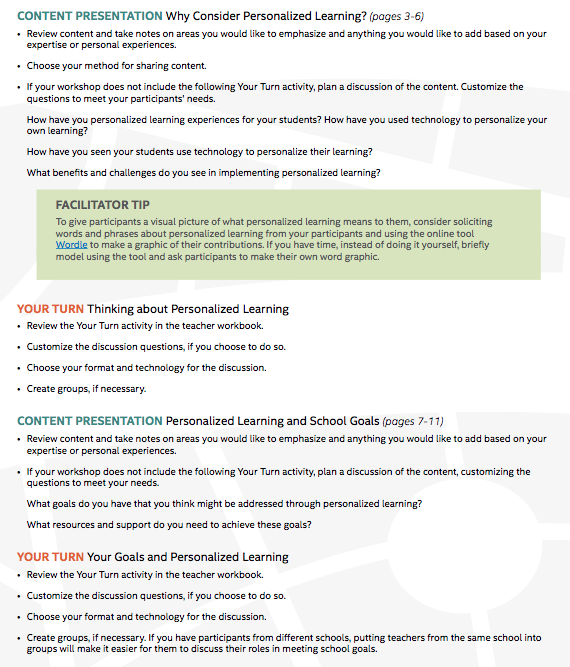 CONTENT PRESENTATION Why Consider Personalized Learning? (pages 3-6)
• Review content and take notes on areas you would like to emphasize and anything you would like to add based on your
expertise or personal experiences.
• Choose your method for sharing content.
• If your workshop does not include the following Your Turn activity, plan a discussion of the content. Customize the
questions to meet your participants' needs.
How have you personalized learning experiences for your students? How have you used technology to personalize your
own learning?
How have you seen your students use technology to personalize their learning?
What benefits and challenges do you see in implementing personalized learning?
FACILITATOR TIP
To give participants a visual picture of what personalized learning means to them, consider soliciting
words and phrases about personalized learning from your participants and using the online tool
Wordle to make a graphic of their contributions. If you have time, instead of doing it yourself, briefly
model using the tool and ask participants to make their own word graphic.
YOUR TURN Thinking about Personalized Learning
• Review the Your Turn activity in the teacher workbook.
• Customize the discussion questions, if you choose to do so.
• Choose your format and technology for the discussion.
• Create groups, if necessary.
CONTENT PRESENTATION Personalized Learning and School Goals (pages 7-11)
• Review content and take notes on areas you would like to emphasize and anything you would like to add based on your
expertise or personal experiences.
• If your workshop does not include the following Your Turn activity, plan a discussion of the content, customizing the
questions to meet your needs.
What goals do you have that you think might be addressed through personalized learning?
What resources and support do you need to achieve these goals?
YOUR TURN Your Goals and Personalized Learning
• Review the Your Turn activity in the teacher workbook.
• Customize the discussion questions, if you choose to do so.
• Choose your format and technology for the discussion.
• Create groups, if necessary. If you have participants from different schools, putting teachers from the same school into
groups will make it easier for them to discuss their roles in meeting school goals.